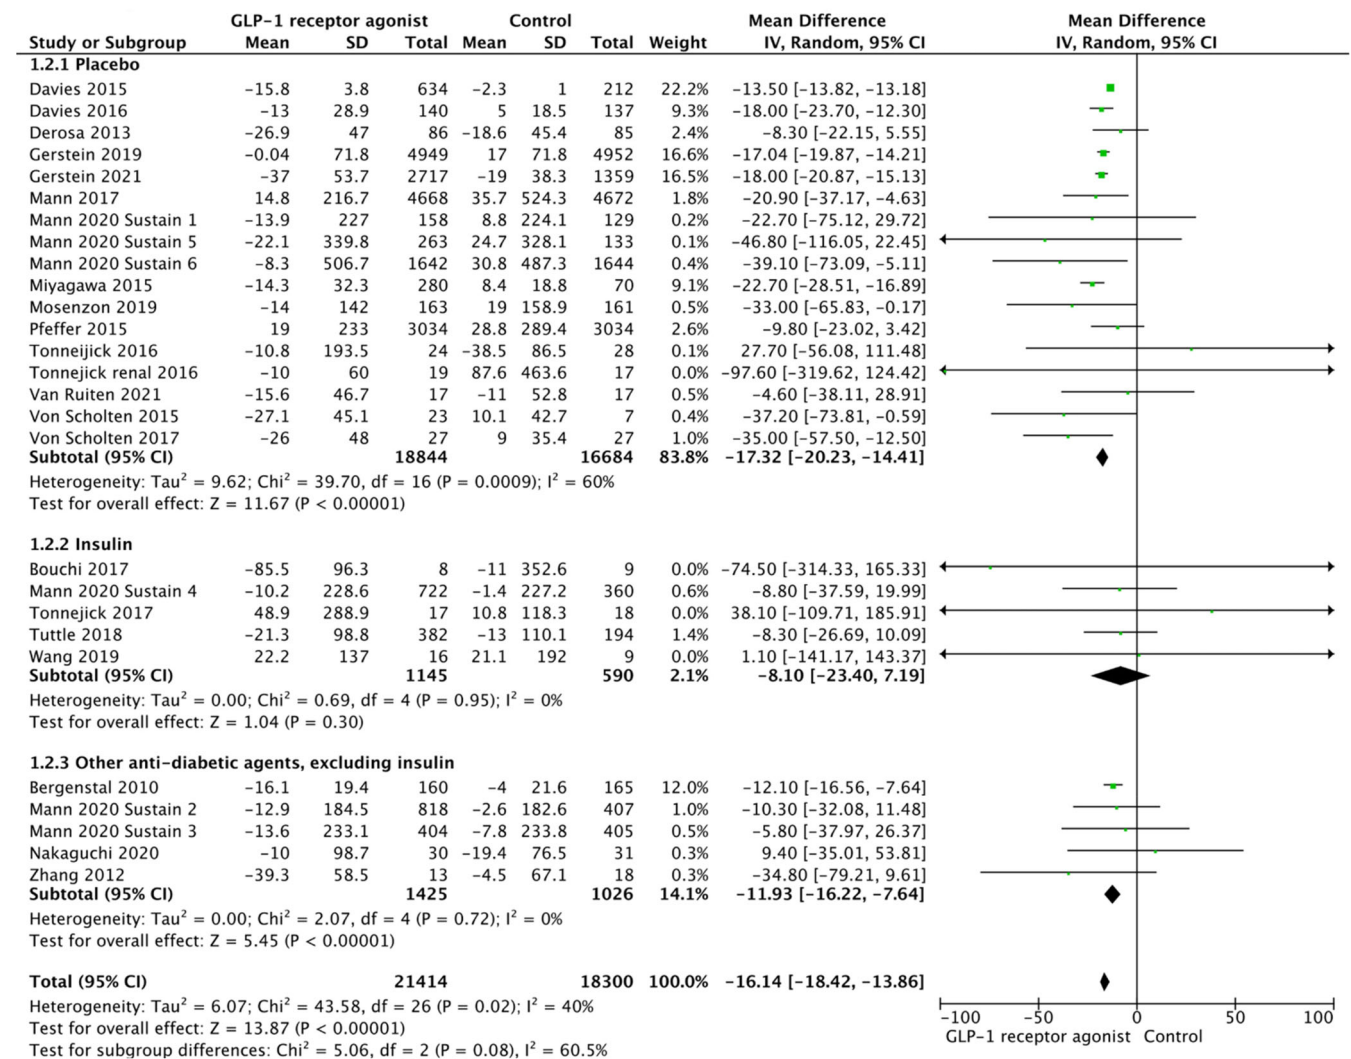 GLP-1 receptor agonist Control Mean Difference Mean Difference
Study or Subgroup Mean SD Total Mean SD Total Weight IV, Random, 95% CI IV, Random, 95% CI
1.2.1 Placebo
Davies 2015 -15.8 3.8 634 -2.3 1 212 22.2% -13.50 [-13.82, -13.18]
Davies 2016 -13 28.9 140 5 18.5 137 9.3% -18.00 [-23.70, -12.30]
Derosa 2013 -26.9 47 86 -18.6 45.4 85 2.4% -8.30 [-22.15, 5.55]
Gerstein 2019 -0.04 71.8 4949 17 71.8 4952 16.6% -17.04 [-19.87, -14.21]
Gerstein 2021 -37 53.7 2717 -19 38.3 1359 16.5% -18.00 [-20.87, -15.13]
Mann 2017 14.8 216.7 4668 35.7 524.3 4672 1.8% -20.90 [-37.17, -4.63]
Mann 2020 Sustain 1 -13.9 227 158 8.8 224.1 129 0.2% -22.70 [-75.12, 29.72]
Mann 2020 Sustain 5 -22.1 339.8 263 24.7 328.1 133 0.1% -46.80 [-116.05, 22.45]
Mann 2020 Sustain 6 -8.3 506.7 1642 30.8 487.3 1644 0.4% -39.10 [-73.09, -5.11]
Miyagawa 2015 -14.3 32.3 280 8.4 18.8 70 9.1% -22.70 [-28.51, -16.89]
Mosenzon 2019 -14 142 163 19 158.9 161 0.5% -33.00 [-65.83, -0.17]
Pfeffer 2015 19 233 3034 28.8 289.4 3034 2.6% -9.80 [-23.02, 3.42]
Tonneijick 2016 -10.8 193.5 24 -38.5 86.5 28 0.1% 27.70 [-56.08, 111.48]
Tonnejick renal 2016 -10 60 19 87.6 463.6 17 0.0% -97.60 [-319.62, 124.42]
Van Ruiten 2021 -15.6 46.7 17 -11 52.8 17 0.5% -4.60 [-38.11, 28.91]
Von Scholten 2015 -27.1 45.1 23 10.1 42.7 7 0.4% -37.20 [-73.81, -0.59]
Von Scholten 2017 -26 48 27 9 35.4 27 1.0% -35.00 [-57.50, -12.50]
Subtotal (95% CI) 18844 16684 83.8% -17.32 [-20.23, -14.41]
Heterogeneity: Tau² = 9.62; Chi² = 39.70, df = 16 (P = 0.0009); I² = 60%
Test for overall effect: Z = 11.67 (P < 0.00001)
1.2.2 Insulin
Bouchi 2017 -85.5 96.3 8 -11 352.6 9 0.0% -74.50 [-314.33, 165.33]
Mann 2020 Sustain 4 -10.2 228.6 722 -1.4 227.2 360 0.6% -8.80 [-37.59, 19.99]
Tonnejick 2017 48.9 288.9 17 10.8 118.3 18 0.0% 38.10 [-109.71, 185.91]
Tuttle 2018 -21.3 98.8 382 -13 110.1 194 1.4% -8.30 [-26.69, 10.09]
Wang 2019 22.2 137 16 21.1 192 9 0.0% 1.10 [-141.17, 143.37]
Subtotal (95% CI) 1145 590 2.1% -8.10 [-23.40, 7.19]
Heterogeneity: Tau² = 0.00; Chi² = 0.69, df = 4 (P = 0.95); I² = 0%
Test for overall effect: Z = 1.04 (P = 0.30)
1.2.3 Other anti-diabetic agents, excluding insulin
Bergenstal 2010 -16.1 19.4 160 -4 21.6 165 12.0% -12.10 [-16.56, -7.64]
Mann 2020 Sustain 2 -12.9 184.5 818 -2.6 182.6 407 1.0% -10.30 [-32.08, 11.48]
Mann 2020 Sustain 3 -13.6 233.1 404 -7.8 233.8 405 0.5% -5.80 [-37.97, 26.37]
Nakaguchi 2020 -10 98.7 30 -19.4 76.5 31 0.3% 9.40 [-35.01, 53.81]
Zhang 2012 -39.3 58.5 13 -4.5 67.1 18 0.3% -34.80 [-79.21, 9.61]
Subtotal (95% CI) 1425 1026 14.1% -11.93 [-16.22, -7.64]
Heterogeneity: Tau² = 0.00; Chi² = 2.07, df = 4 (P = 0.72); I² = 0%
Test for overall effect: Z = 5.45 (P < 0.00001)
Total (95% CI) 21414 18300 100.0% -16.14 [-18.42, -13.86]
Heterogeneity: Tau² = 6.07; Chi² = 43.58, df = 26 (P = 0.02); I² = 40%
Test for overall effect: Z = 13.87 (P < 0.00001)
Test for subgroup differences: Chi² = 5.06, df = 2 (P = 0.08), I² = 60.5%
-100 -50 0 50 100
GLP-1 receptor agonist Control